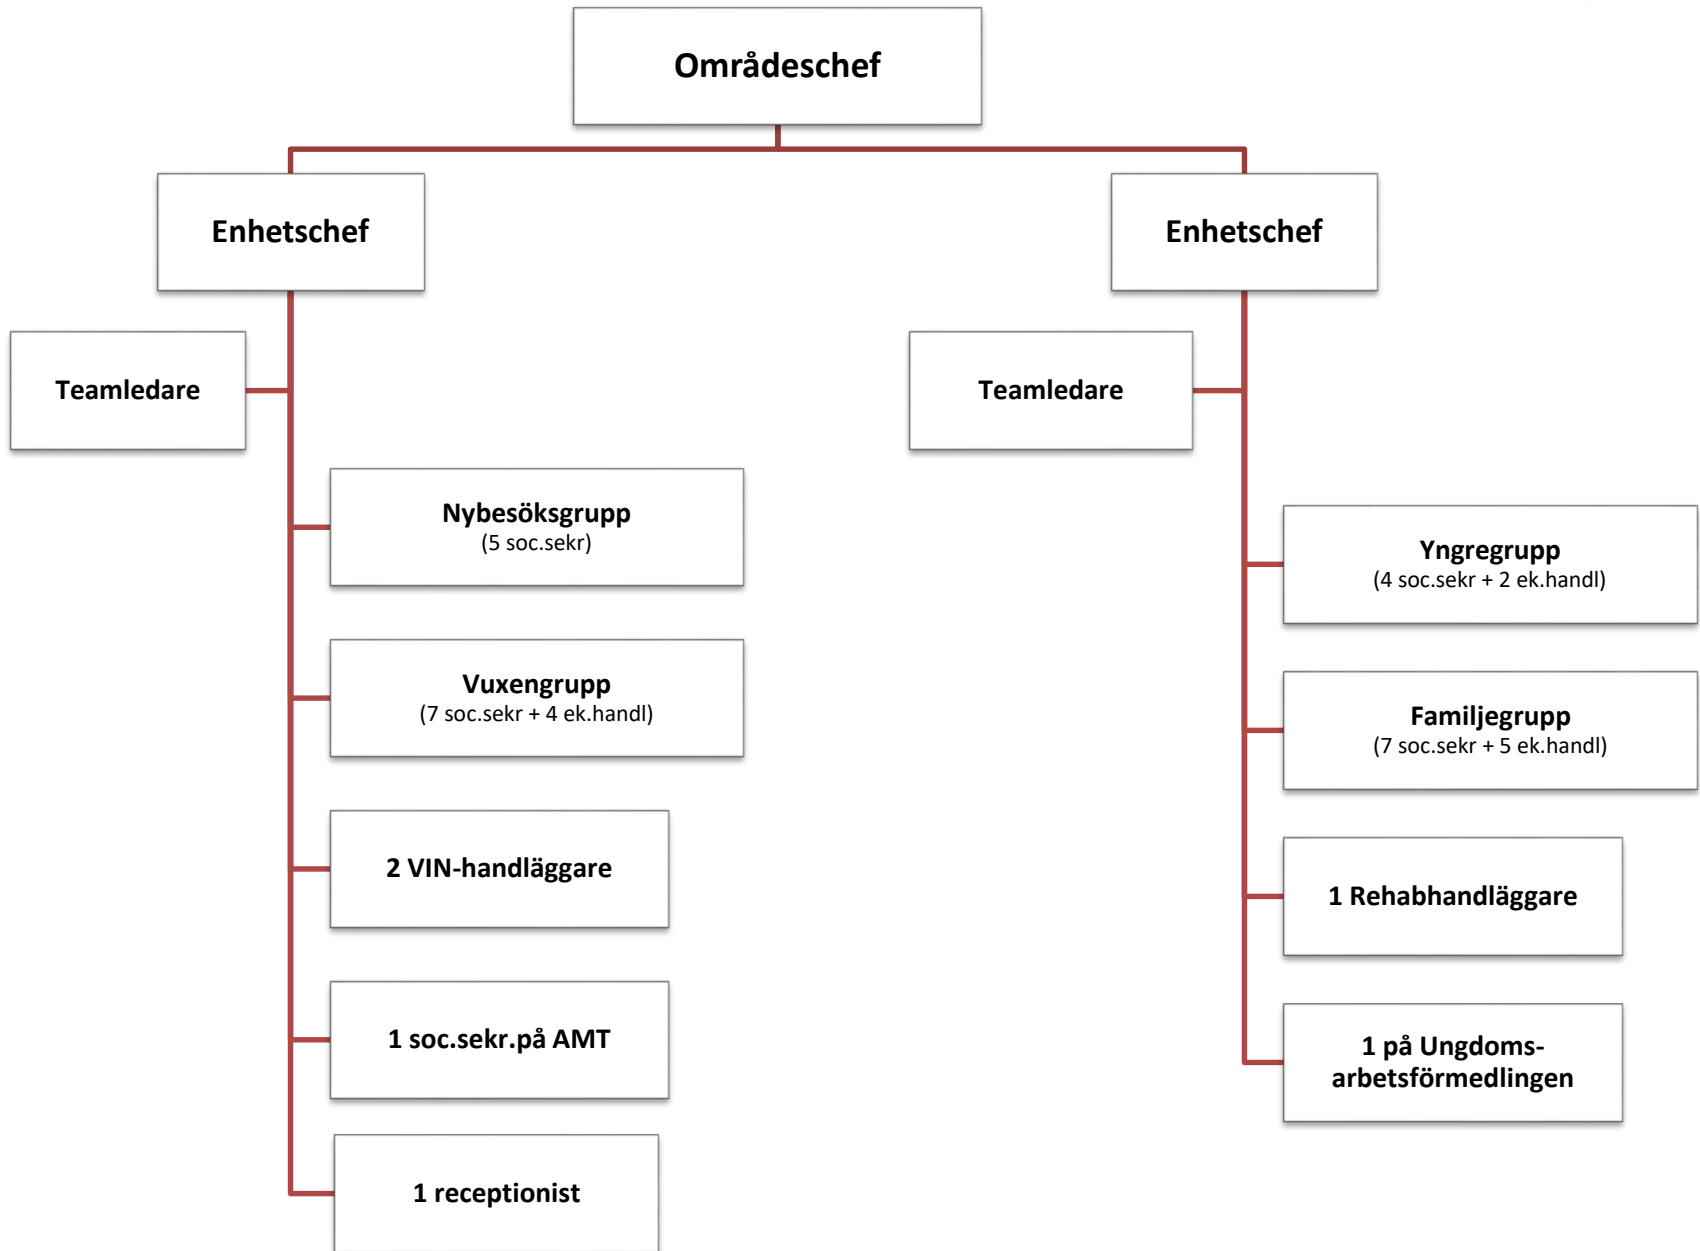 Områdeschef
Enhetschef
Teamledare
Nybesöksgrupp
(5 soc.sekr)
Vuxengrupp
(7 soc.sekr + 4 ek.handl)
2 VIN-handläggare
1 soc.sekr.på AMT
1 receptionist
Enhetschef
Teamledare
Yngregrupp
(4 soc.sekr + 2 ek.handl)
Familjegrupp
(7 soc.sekr + 5 ek.handl)
1 Rehabhandläggare
1 på Ungdoms-
arbetsförmedlingen